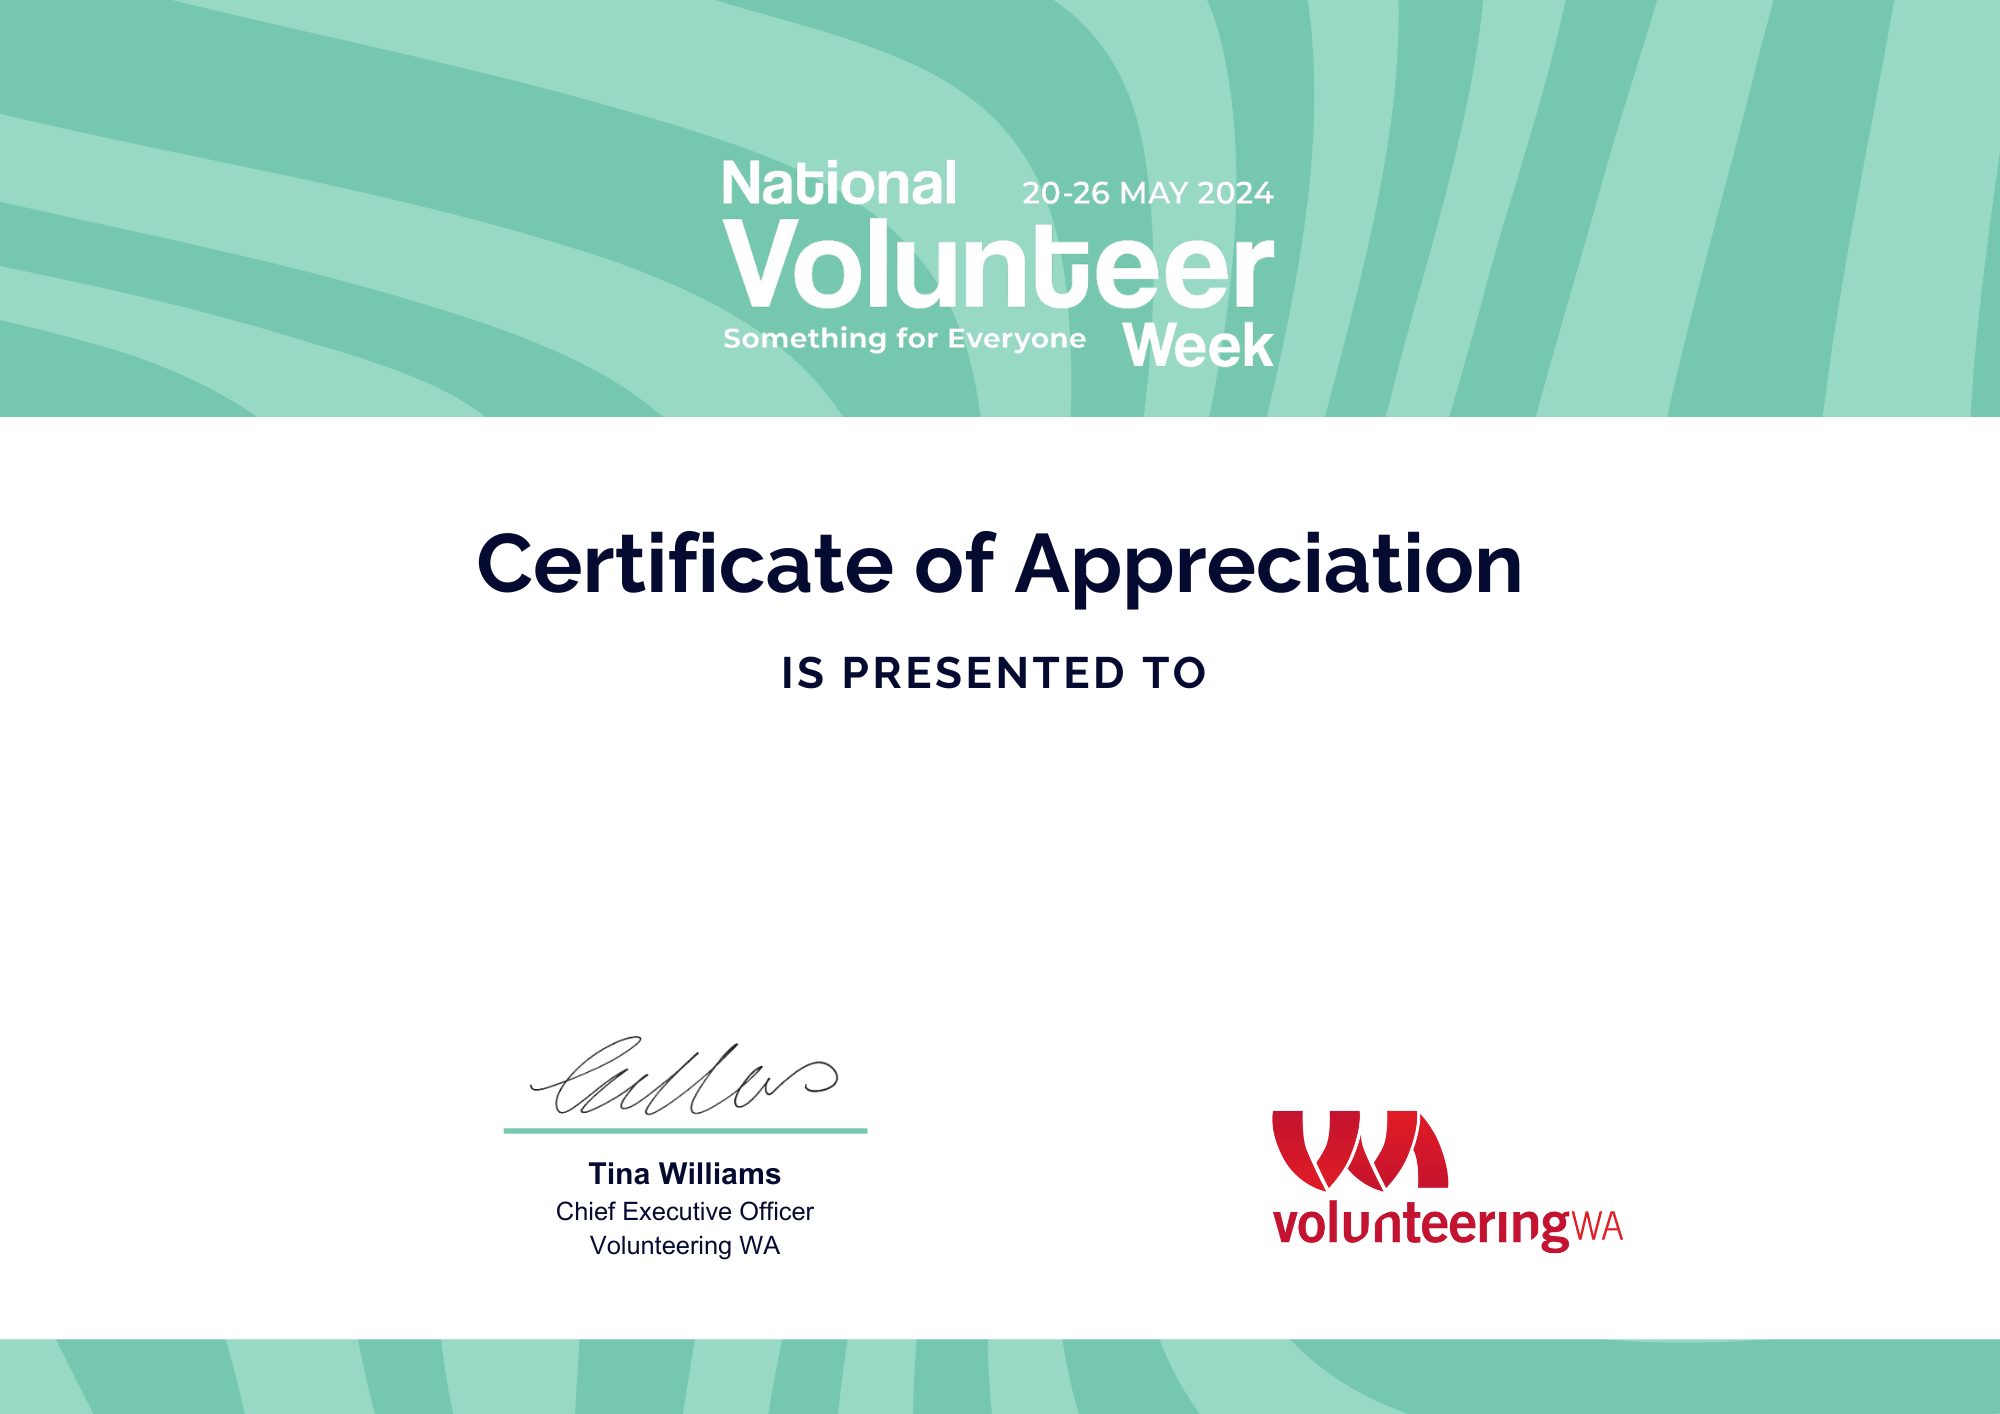 National
20-26 MAY 2024
Volunteer
Something for Everyone
Week
Certificate of Appreciation
IS PRESENTED TO
Tina Williams
Chief Executive Officer
Volunteering WA
WA
volunteeringWA